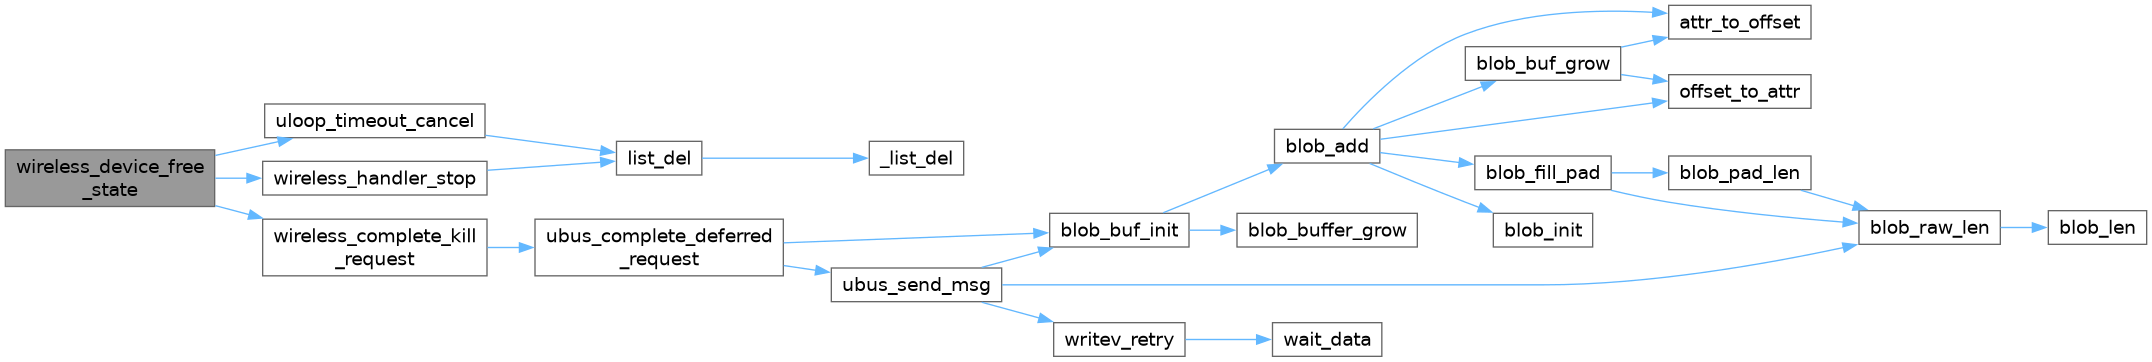 wireless_device_free
_state
uloop_timeout_cancel
wireless_handler_stop
wireless_complete_kill
_request
list_del
_list_del
ubus_complete_deferred
_request
ubus_send_msg
blob_buf_init
writev_retry
blob_add
blob_buffer_grow
wait_data
blob_buf_grow
blob_fill_pad
blob_init
attr_to_offset
offset_to_attr
blob_pad_len
blob_raw_len
blob_len